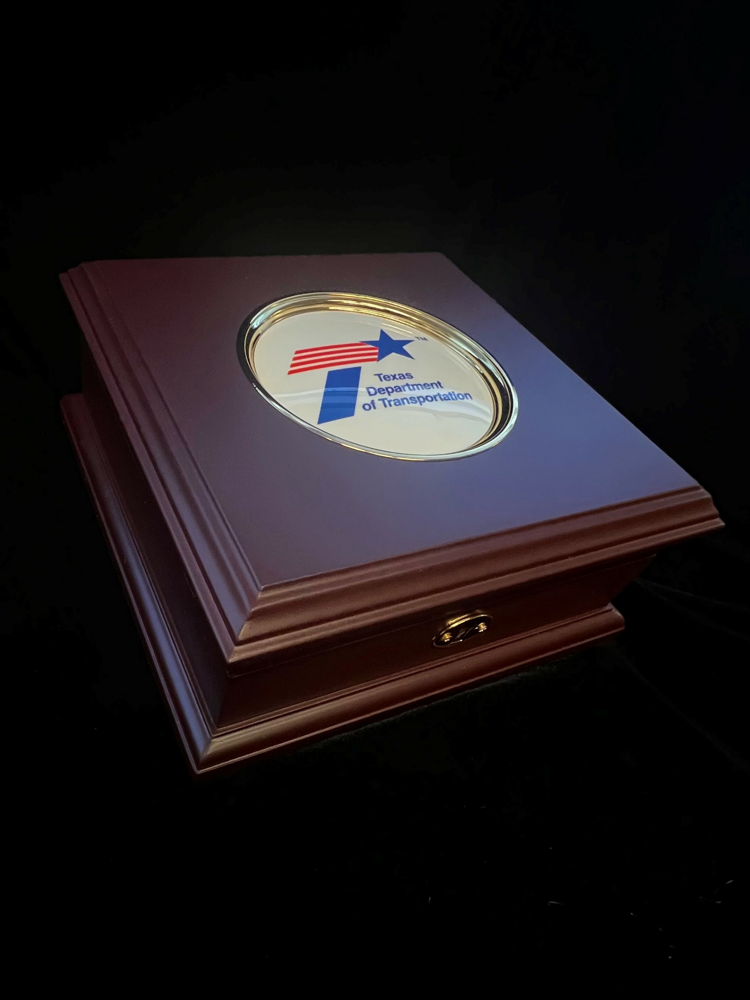 TM
Texas
Department
of Transportation